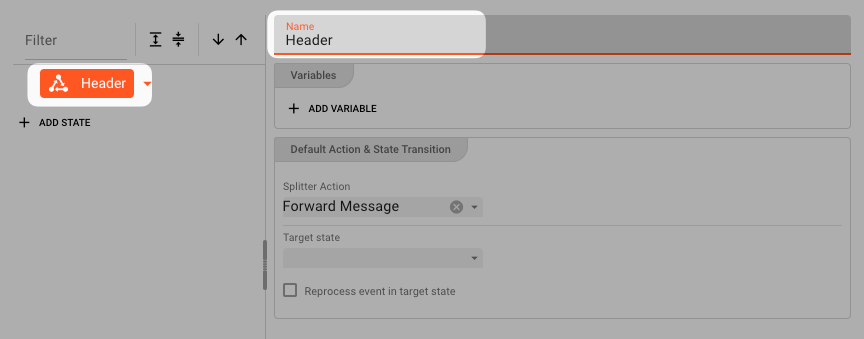 Filter
Header
ADD STATE
Name
Header
Variables
ADD VARIABLE
Default Action & State Transition
Splitter Action
Forward Message
Target state
Reprocess event in target state